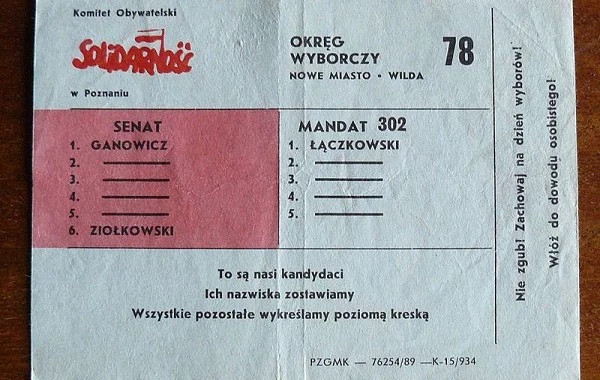 Komitet Obywatelski
SOLIDARNOŚĆ
w Poznaniu
OKRĘG
WYBORCZY
78
NOWE MIASTO • WILDA
SENAT
1. GANOWICZ
2.
3.
4.
5.
6. ZIOŁKOWSKI
MANDAT 302
1. ŁĄCZKOWSKI
2.
3.
4.
5.
To są nasi kandydaci
Ich nazwiska zostawiamy
Wszystkie pozostałe wykreślamy poziomą kreską
PZGMK — 76254/89 —K-15/934
Nie zgub! Zachowaj na dzień wyborów!
Włóż do dowodu osobistego!